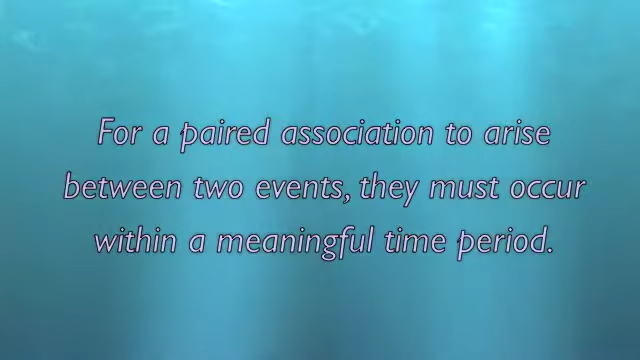 For a paired association to arise
between two events, they must occur
within a meaningful time period.